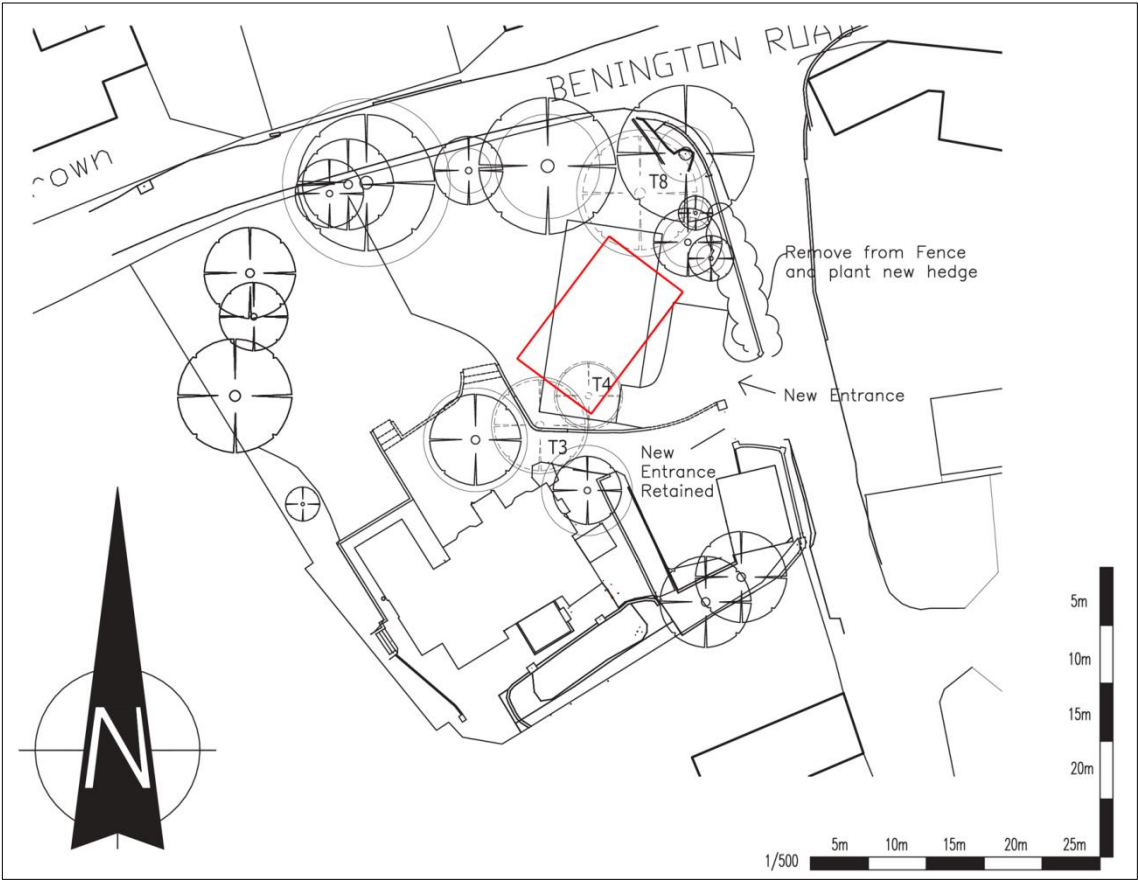 BENINGTON ROAD
T8
Remove from Fence
and plant new hedge
T4
New Entrance
T3
New
Entrance
Retained
N
5m
10m
15m
20m
1/500
5m
10m
15m
20m
25m